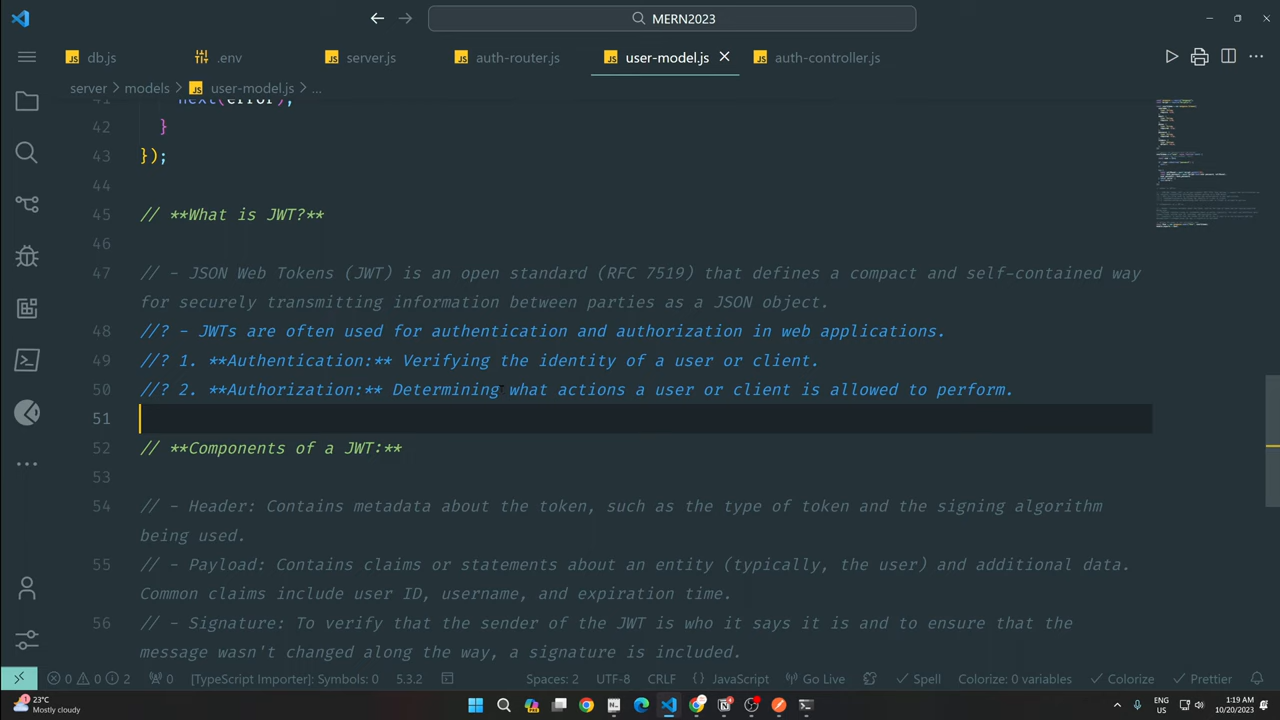 MERN2023
db.js
.env
server.js
auth-router.js
user-model.js
auth-controller.js
server > models > user-model.js > ...
41 next(error);
42 }
43 });
44
45 // **What is JWT?**
46
47 // - JSON Web Tokens (JWT) is an open standard (RFC 7519) that defines a compact and self-contained way
for securely transmitting information between parties as a JSON object.
48 //? - JWTs are often used for authentication and authorization in web applications.
49 //? 1. **Authentication:** Verifying the identity of a user or client.
50 //? 2. **Authorization:** Determining what actions a user or client is allowed to perform.
51
52 // **Components of a JWT:**
53
54 // - Header: Contains metadata about the token, such as the type of token and the signing algorithm
being used.
55 // - Payload: Contains claims or statements about an entity (typically, the user) and additional data.
Common claims include user ID, username, and expiration time.
56 // - Signature: To verify that the sender of the JWT is who it says it is and to ensure that the
message wasn't changed along the way, a signature is included.
0 0 2 0 [TypeScript Importer]: Symbols: 0 5.3.2 Spaces: 2 UTF-8 CRLF {} JavaScript Go Live Spell Colorize: 0 variables Colorize Prettier
23°C
Mostly cloudy
ENG
US
1:19 AM
10/20/2023